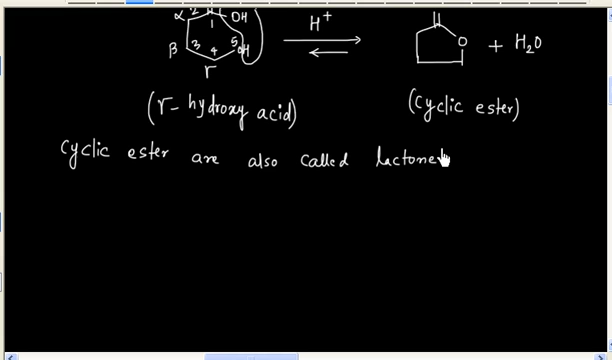 α 2 1 OH H⁺
β 3 4 5 OH O + H₂O
γ
(γ- hydroxy acid) (cyclic ester)
cyclic ester are also called lactone